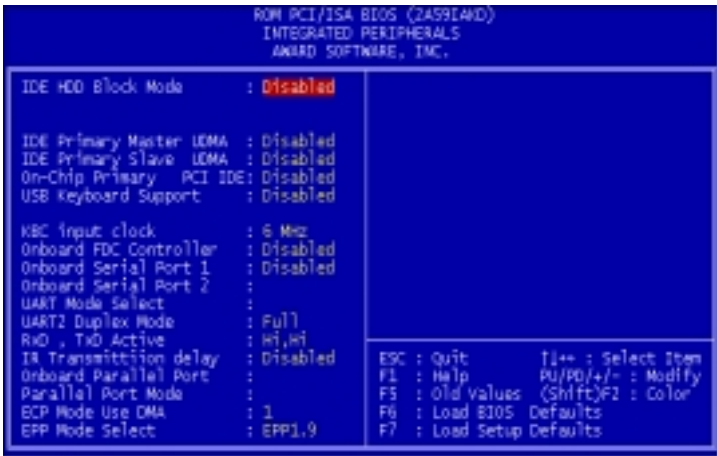 ROM PCI/ISA BIOS (2A59IAKD)
INTEGRATED PERIPHERALS
AWARD SOFTWARE, INC.
IDE HDD Block Mode : Disabled
IDE Primary Master UDMA : Disabled
IDE Primary Slave UDMA : Disabled
On-Chip Primary PCI IDE: Disabled
USB Keyboard Support : Disabled
KBC input clock : 6 MHz
Onboard FDC Controller : Disabled
Onboard Serial Port 1 : Disabled
Onboard Serial Port 2 :
UART Mode Select :
UART2 Duplex Mode : Full
RxD , TxD Active : Hi,Hi
IR Transmittiion delay : Disabled
Onboard Parallel Port :
Parallel Port Mode :
ECP Mode Use DMA : 1
EPP Mode Select : EPP1.9
ESC : Quit ↑↓→← : Select Item
F1 : Help PU/PD/+/- : Modify
F5 : Old Values (Shift)F2 : Color
F6 : Load BIOS Defaults
F7 : Load Setup Defaults